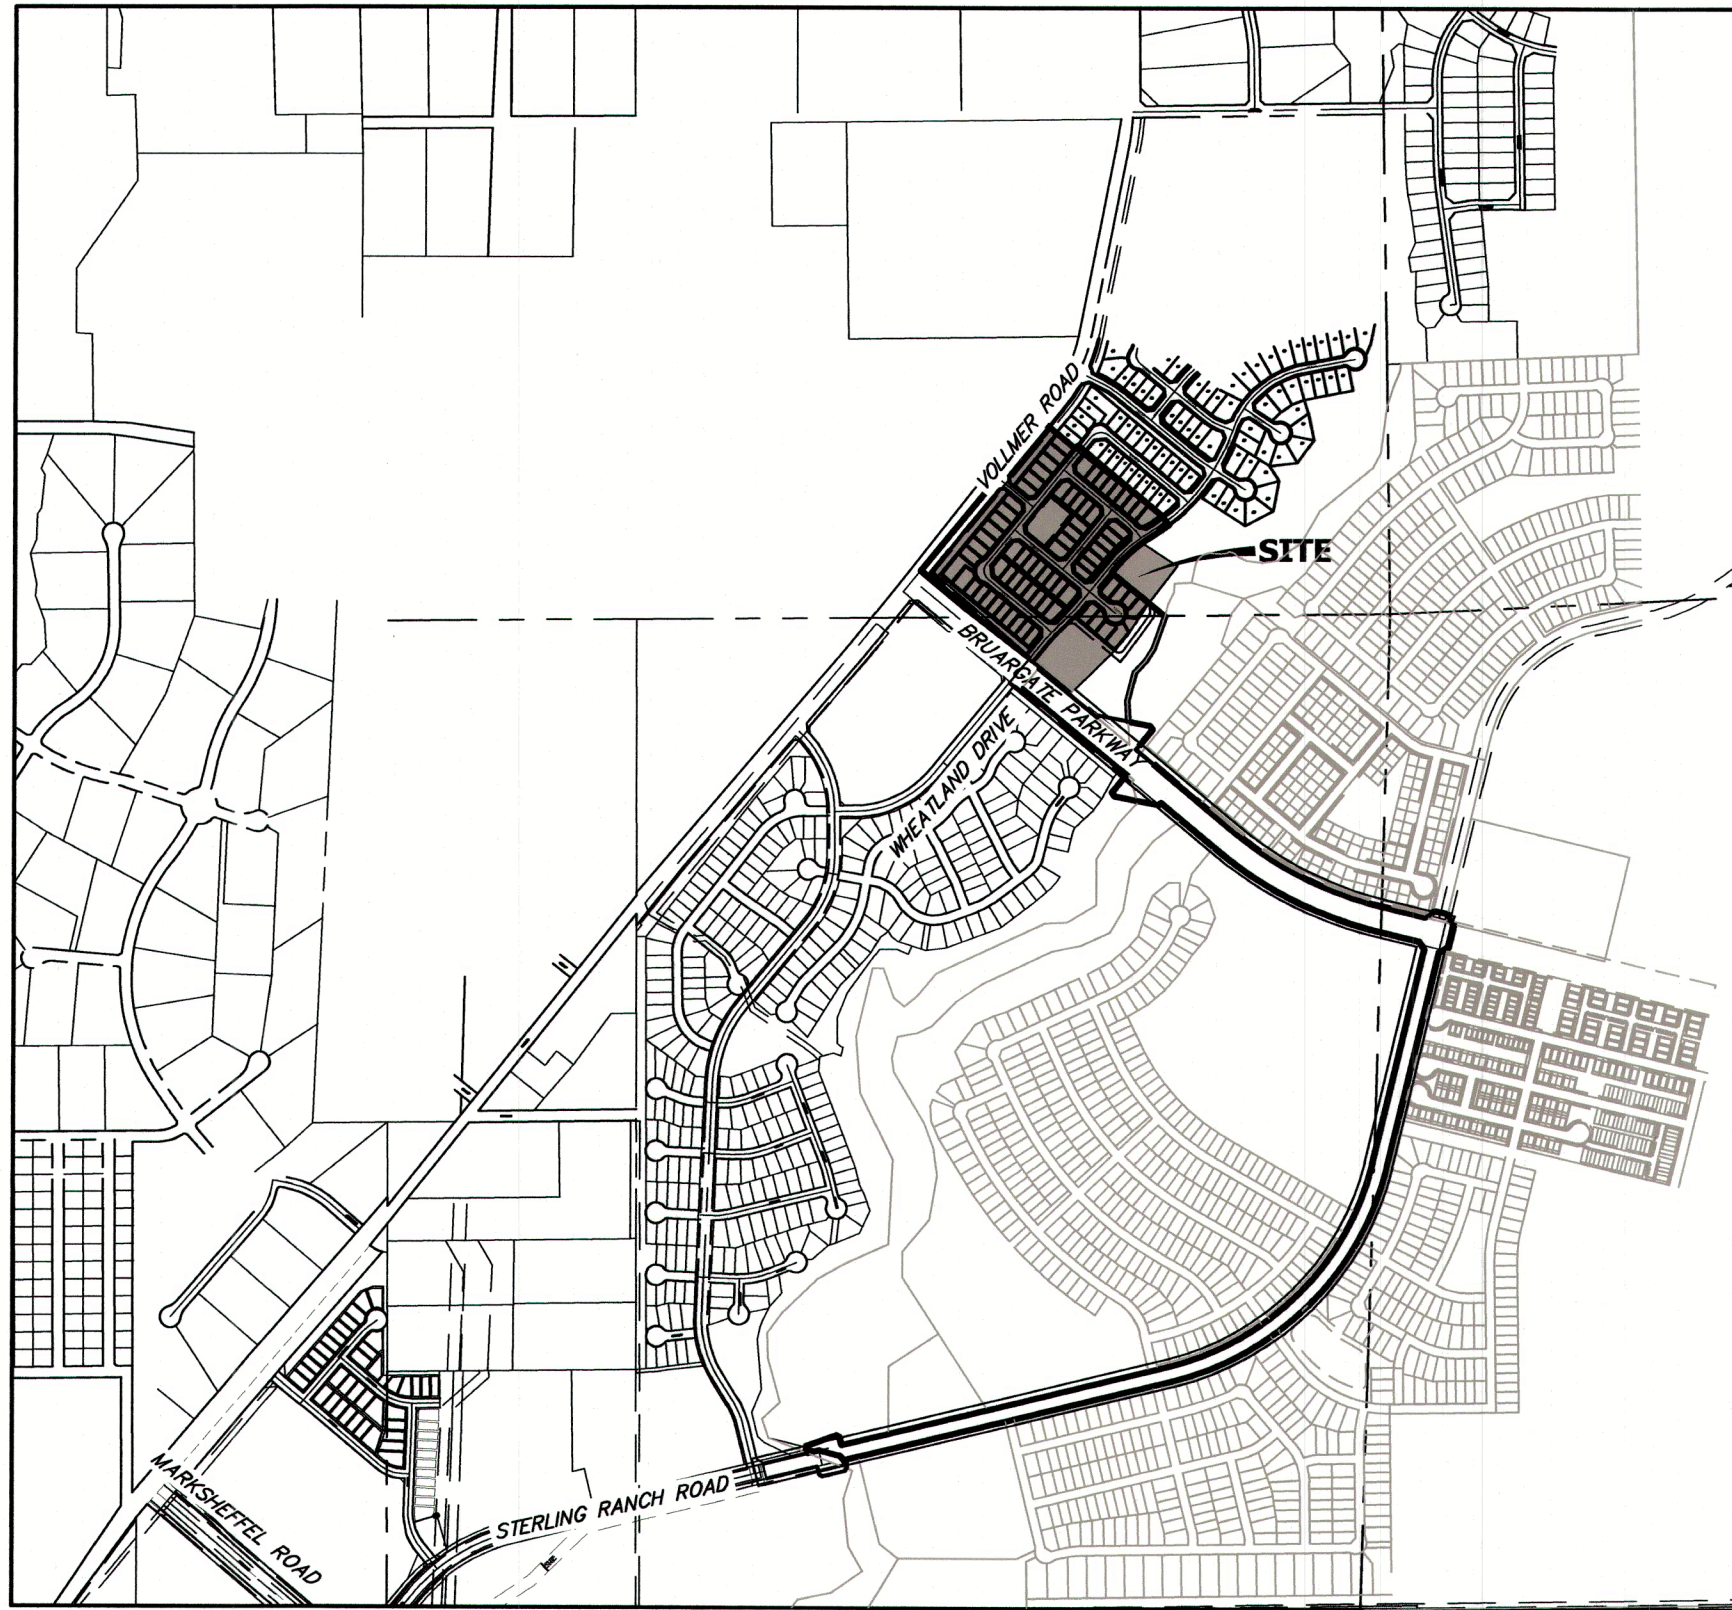 VOLLMER ROAD
SITE
BRUARGATE PARKWAY
WHEATLAND DRIVE
STERLING RANCH ROAD
MARKSHEFFEL ROAD